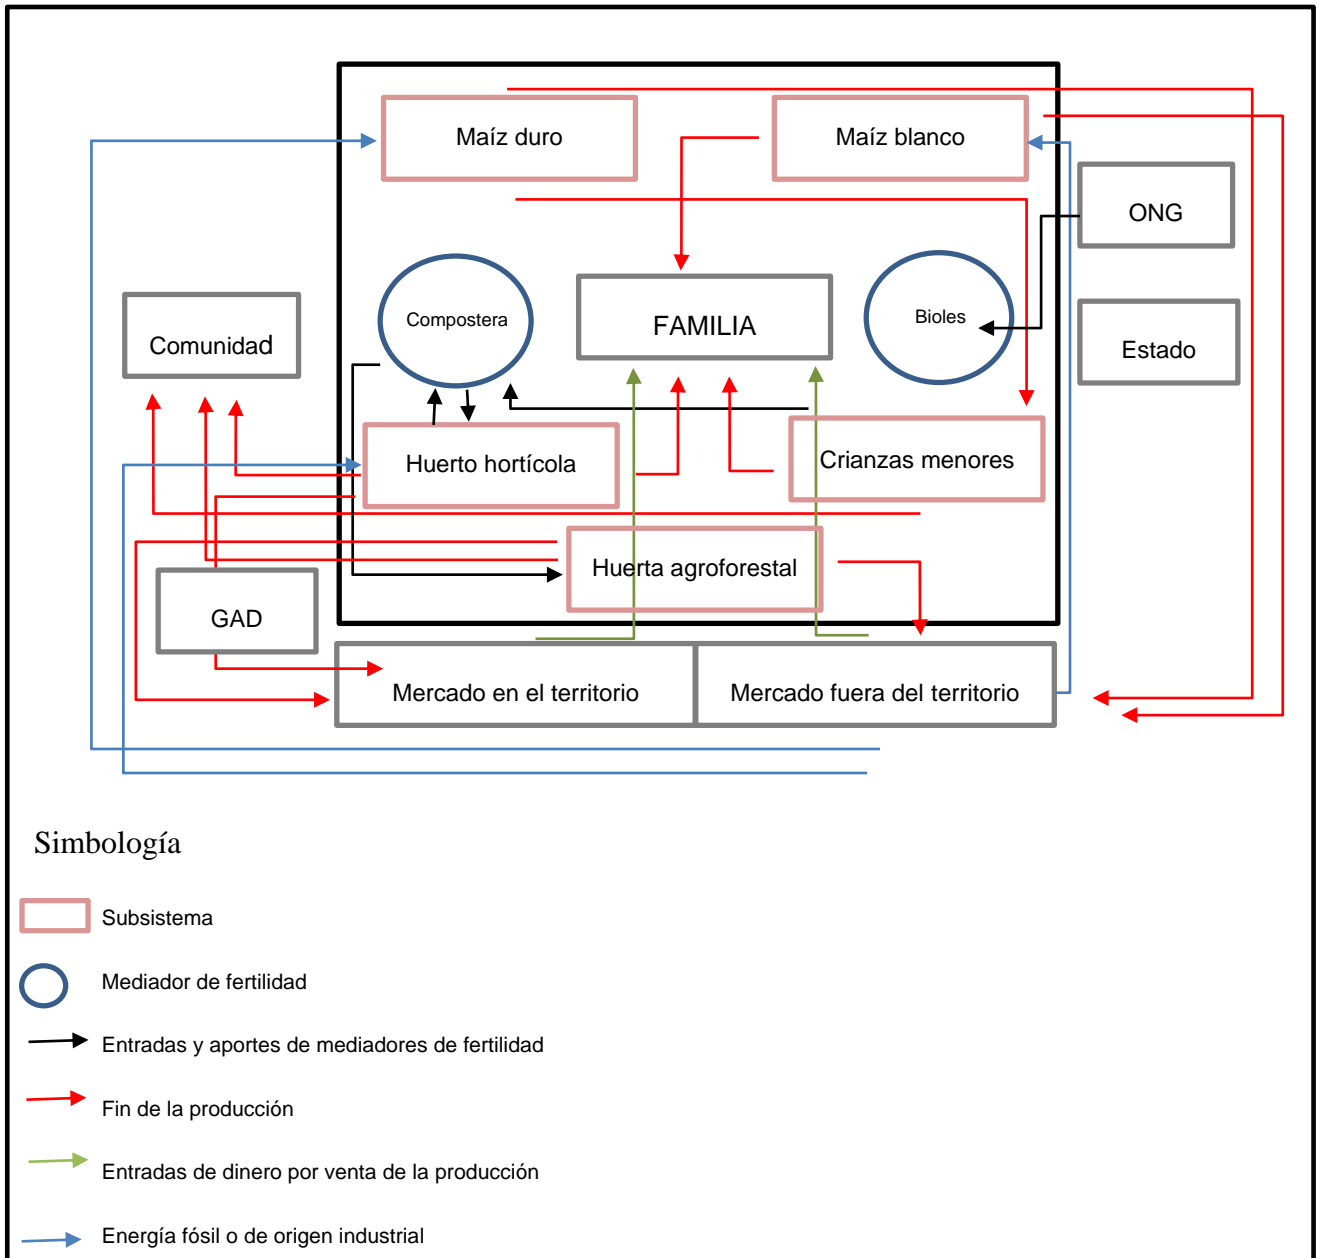 Maíz duro
Maíz blanco
ONG
Compostera
FAMILIA
Bioles
Comunidad
Estado
Huerto hortícola
Crianzas menores
Huerta agroforestal
GAD
Mercado en el territorio
Mercado fuera del territorio
Simbología
Subsistema
Mediador de fertilidad
Entradas y aportes de mediadores de fertilidad
Fin de la producción
Entradas de dinero por venta de la producción
Energía fósil o de origen industrial